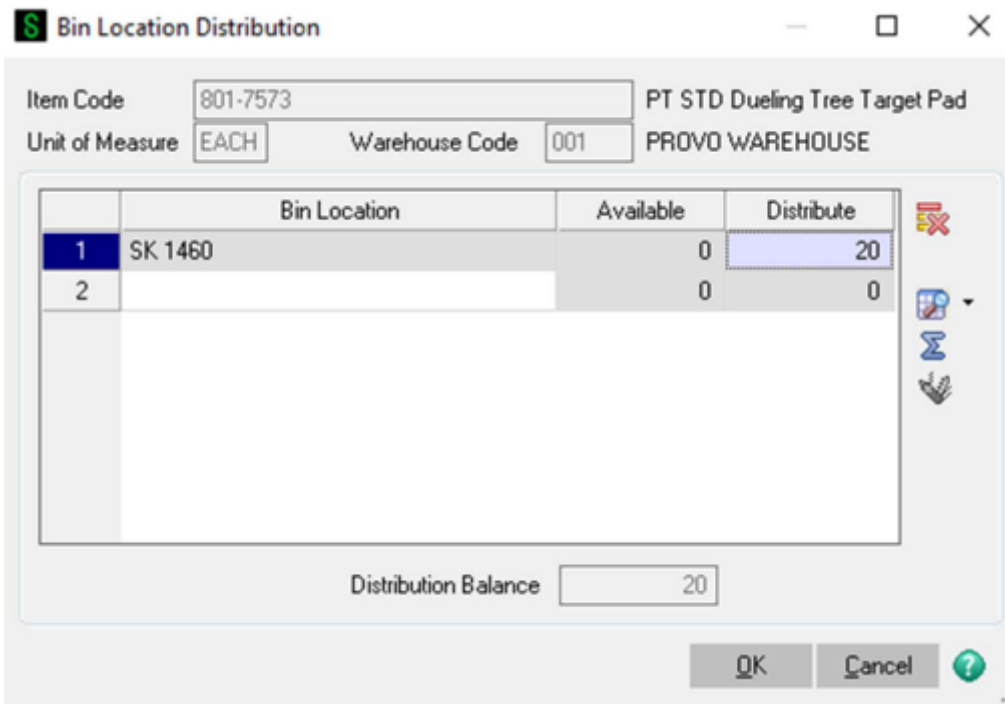 S Bin Location Distribution
Item Code 801-7573 PT STD Dueling Tree Target Pad
Unit of Measure EACH Warehouse Code 001 PROVO WAREHOUSE
Bin Location Available Distribute
1 SK 1460 0 20
2 0 0
Distribution Balance 20
OK Cancel ?